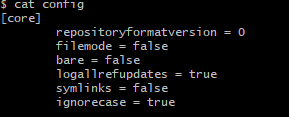 $ cat config
[core]
        repositoryformatversion = 0
        filemode = false
        bare = false
        logallrefupdates = true
        symlinks = false
        ignorecase = true